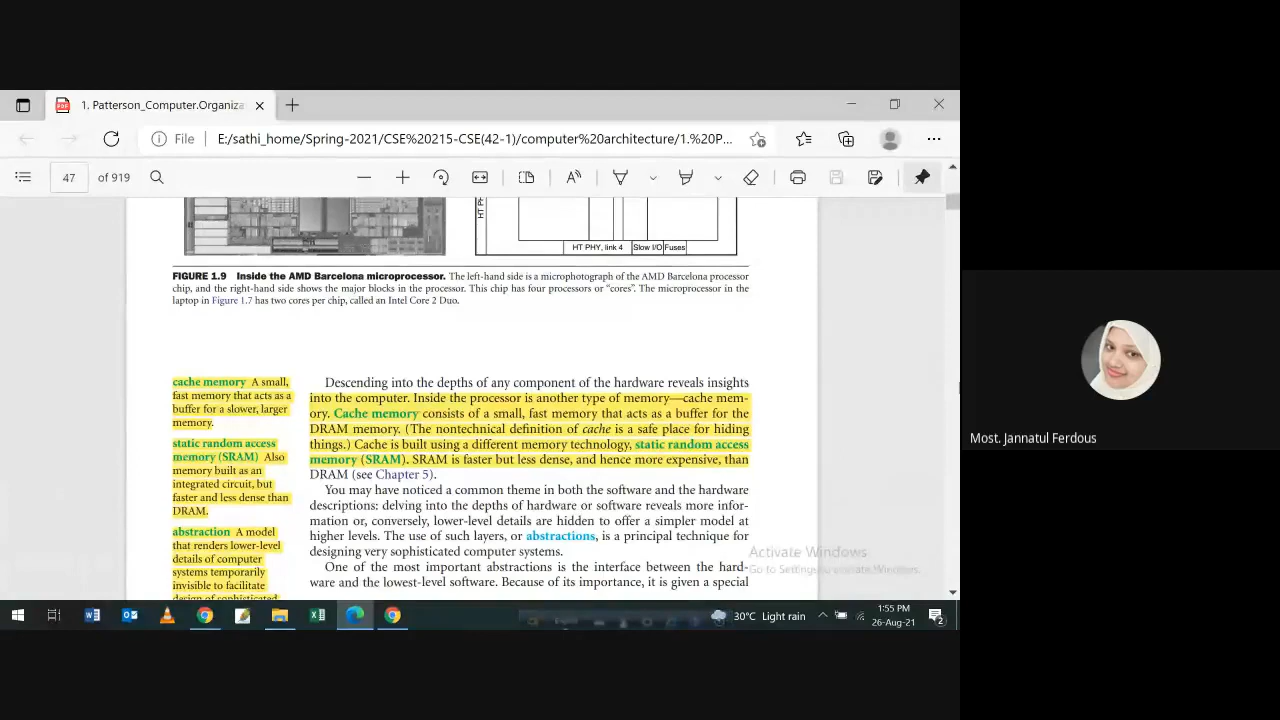 1. Patterson_Computer.Organiza
File
E:/sathi_home/Spring-2021/CSE%20215-CSE(42-1)/computer%20architecture/1.%20P...
47
of 919
HT PHY, link 4
Slow I/O
Fuses
FIGURE 1.9 Inside the AMD Barcelona microprocessor. The left-hand side is a microphotograph of the AMD Barcelona processor
chip, and the right-hand side shows the major blocks in the processor. This chip has four processors or “cores”. The microprocessor in the
laptop in Figure 1.7 has two cores per chip, called an Intel Core 2 Duo.
cache memory A small,
fast memory that acts as a
buffer for a slower, larger
memory.
static random access
memory (SRAM) Also
memory built as an
integrated circuit, but
faster and less dense than
DRAM.
abstraction A model
that renders lower-level
details of computer
systems temporarily
invisible to facilitate
design of sophisticated
Descending into the depths of any component of the hardware reveals insights
into the computer. Inside the processor is another type of memory—cache mem-
ory. Cache memory consists of a small, fast memory that acts as a buffer for the
DRAM memory. (The nontechnical definition of cache is a safe place for hiding
things.) Cache is built using a different memory technology, static random access
memory (SRAM). SRAM is faster but less dense, and hence more expensive, than
DRAM (see Chapter 5).
You may have noticed a common theme in both the software and the hardware
descriptions: delving into the depths of hardware or software reveals more infor-
mation or, conversely, lower-level details are hidden to offer a simpler model at
higher levels. The use of such layers, or abstractions, is a principal technique for
designing very sophisticated computer systems.
One of the most important abstractions is the interface between the hard-
ware and the lowest-level software. Because of its importance, it is given a special
Activate Windows
Go to Settings to activate Windows.
30°C Light rain
1:55 PM
26-Aug-21
2
Most. Jannatul Ferdous